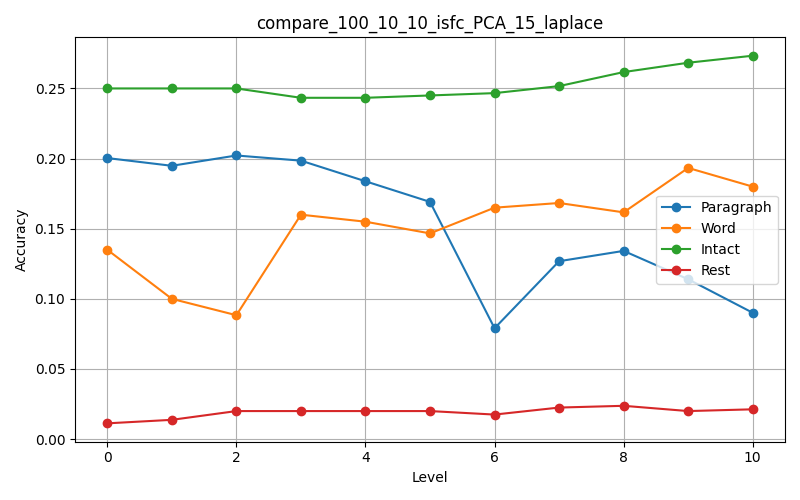 compare_100_10_10_isfc_PCA_15_laplace
Accuracy
0.25
0.20
0.15
0.10
0.05
0.00
Paragraph
Word
Intact
Rest
0 2 4 6 8 10
Level